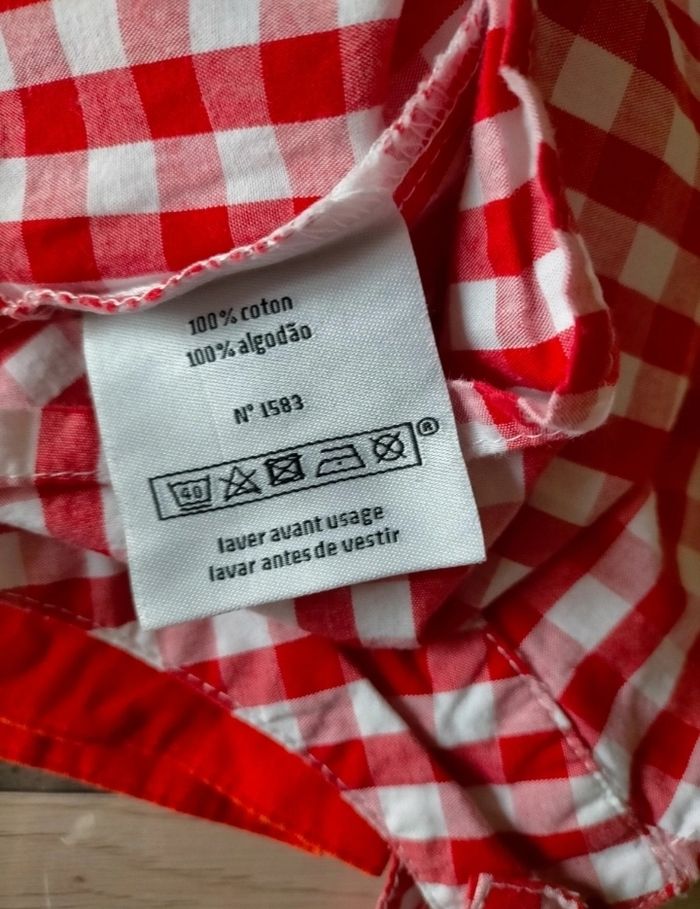 100% coton
100% algodão
N° 1583
40 ®
laver avant usage
lavar antes de vestir